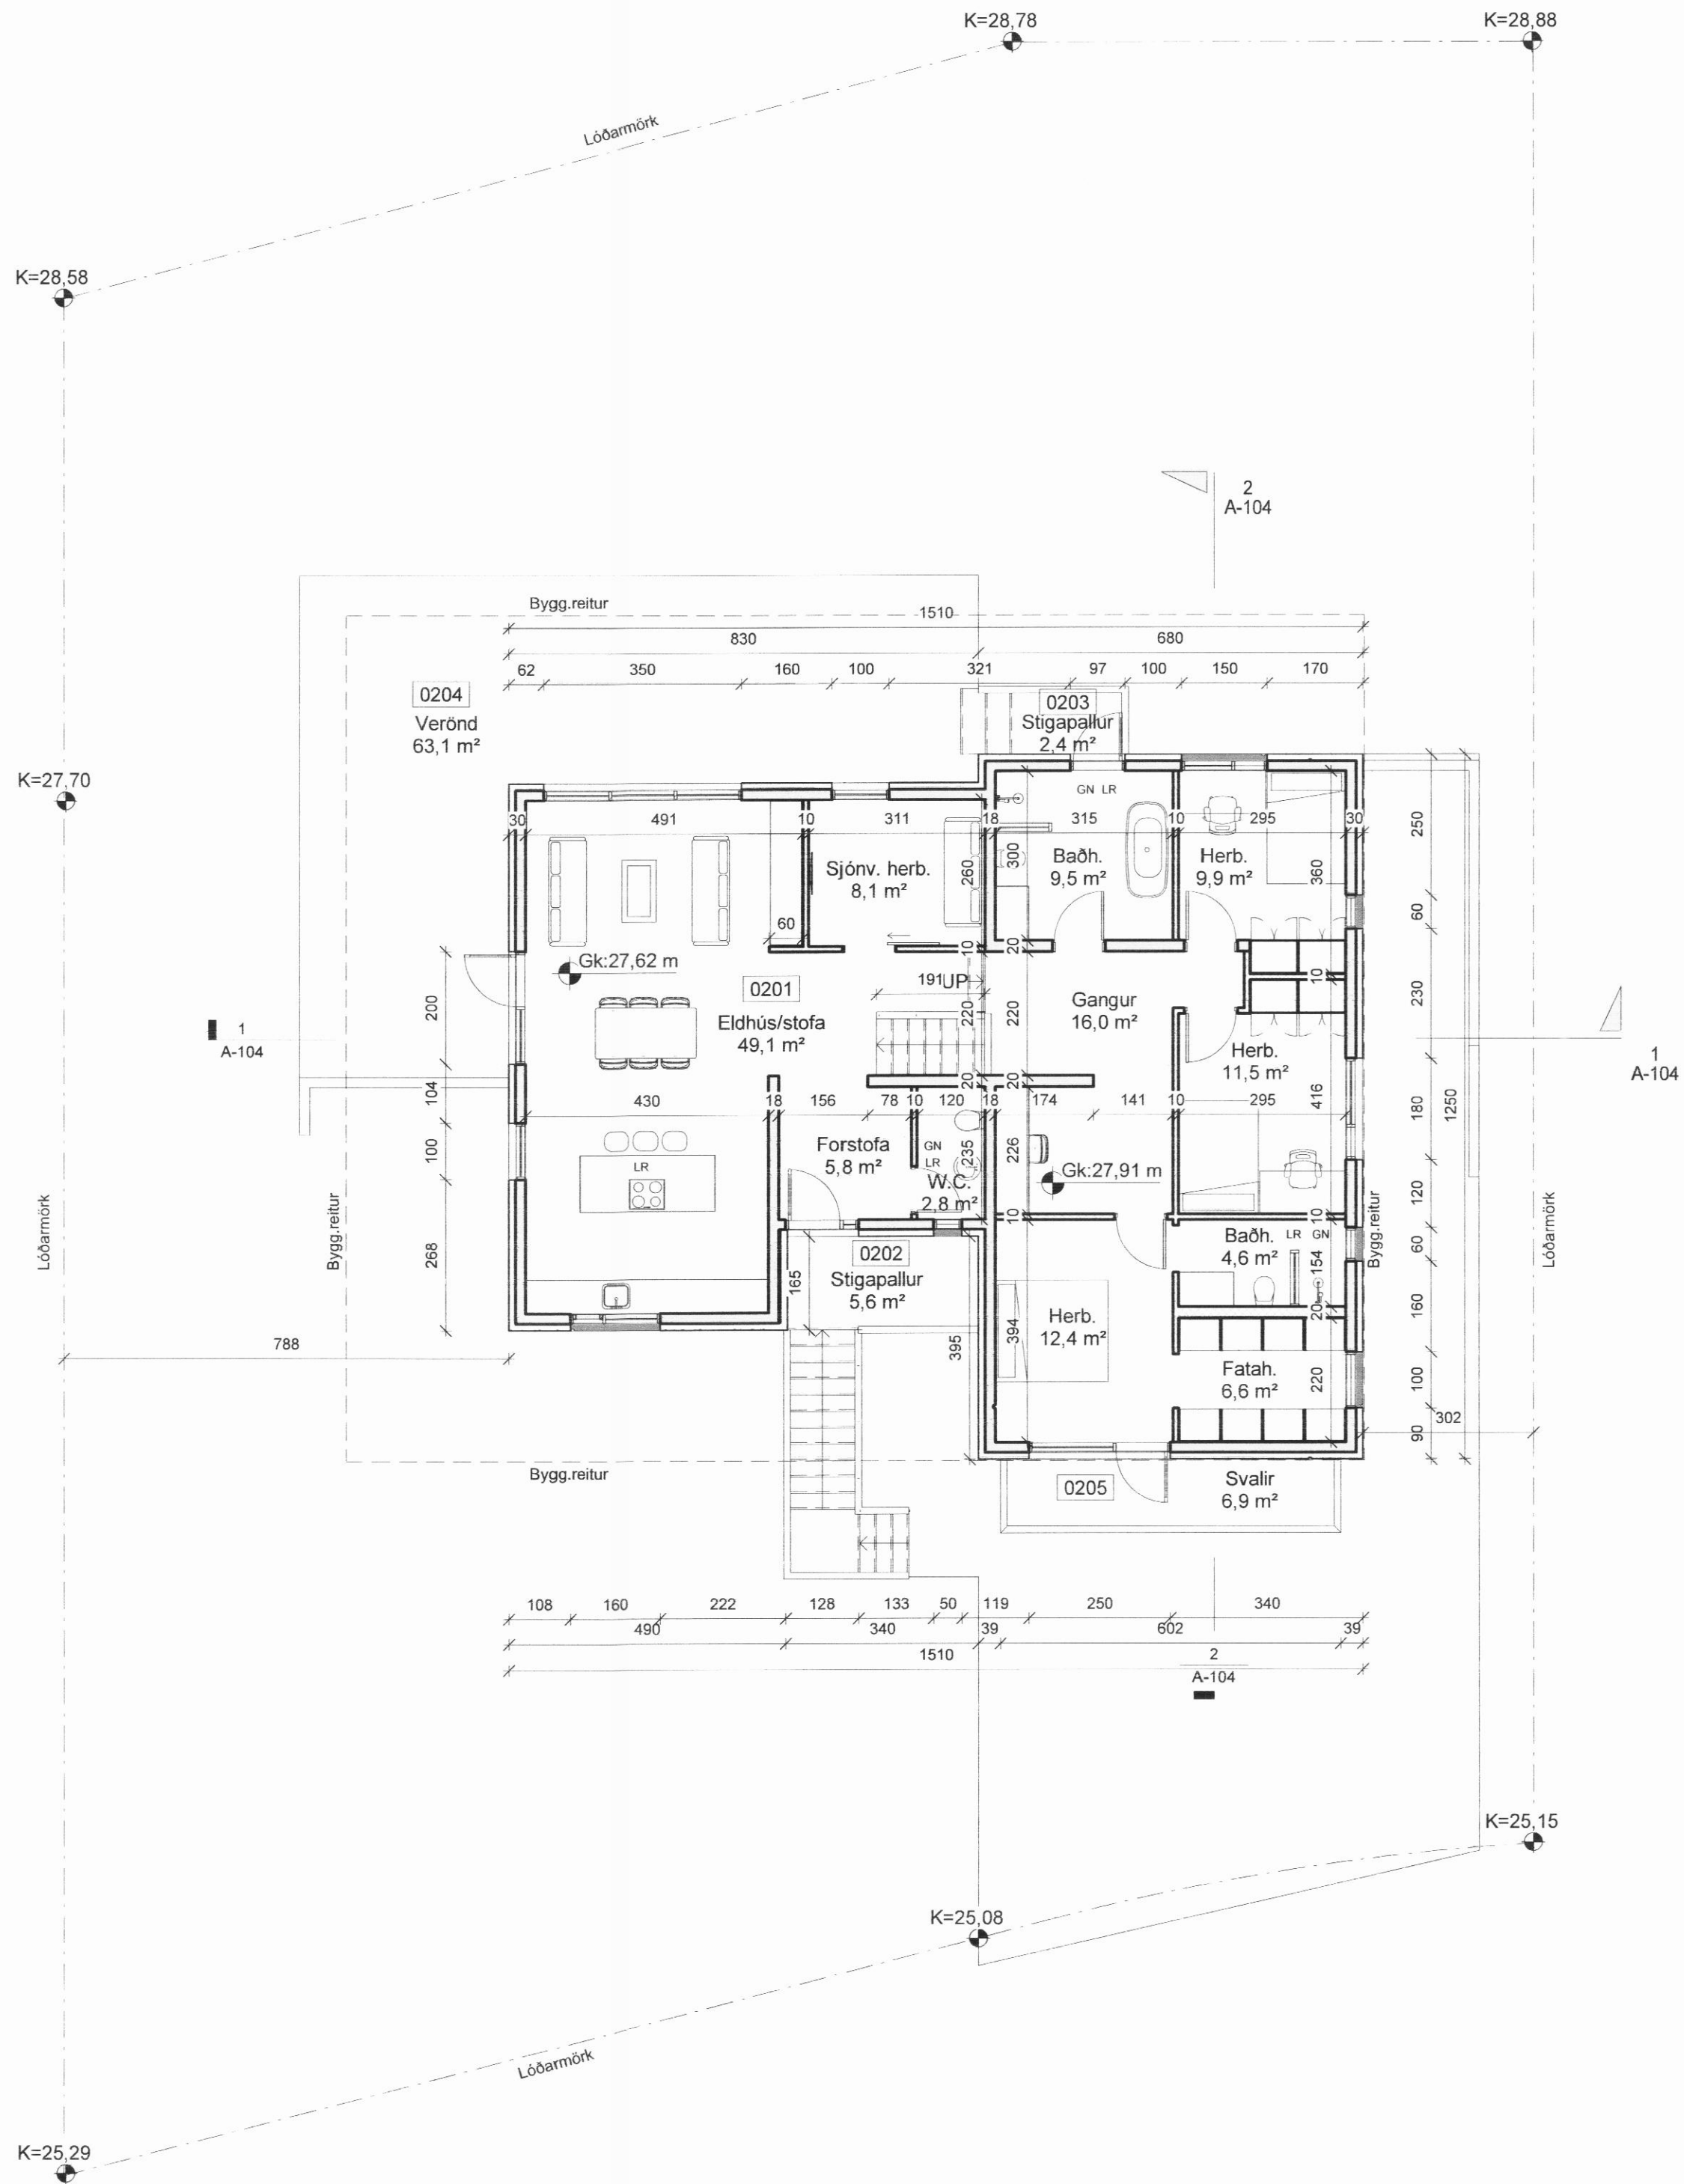 K=28,78
K=28,88
Lóðarmörk
K=28,58
2
A-104
Bygg.reitur
1510
830
680
62
350
160
100
321
97
100
150
170
0204
Verönd
63,1 m²
0203
Stigapallur
2,4 m²
K=27,70
GN LR
30
491
10
311
18
315
10
295
30
250
Sjónv. herb.
8,1 m²
260
300
Baðh.
9,5 m²
Herb.
9,9 m²
360
60
60
10
20
Gk:27,62 m
0201
191UP
10
230
200
Eldhús/stofa
49,1 m²
220
220
Gangur
16,0 m²
1
A-104
Herb.
11,5 m²
1
A-104
104
20
20
430
18
156
78
10
120
18
174
141
10
295
416
180
1250
100
LR
Forstofa
5,8 m²
GN
LR
235
W.C.
2,8 m²
226
Gk:27,91 m
120
Lóðarmörk
Bygg.reitur
Bygg.reitur
Lóðarmörk
10
10
268
0202
Stigapallur
5,6 m²
165
Baðh.
4,6 m²
LR GN
154
60
160
20
788
395
394
Herb.
12,4 m²
Fatah.
6,6 m²
220
100
302
90
Bygg.reitur
0205
Svalir
6,9 m²
108
160
222
128
133
50
119
250
340
490
340
39
602
39
1510
2
A-104
K=25,15
K=25,08
Lóðarmörk
K=25,29